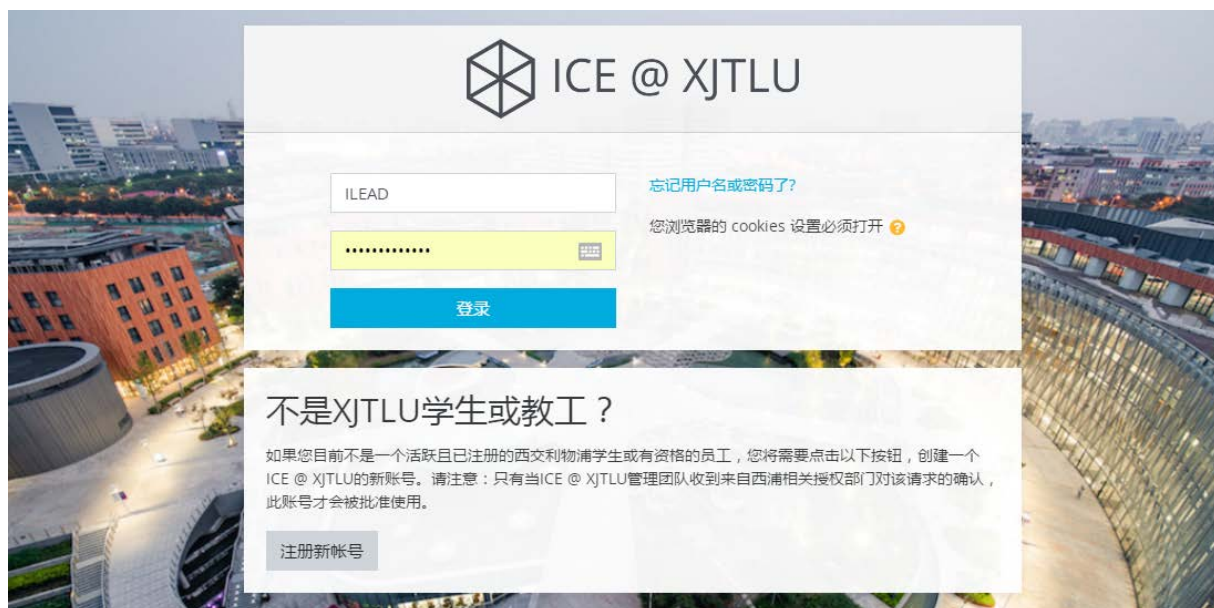 ICE @ XJTLU
ILEAD
忘记用户名或密码了?
您浏览器的 cookies 设置必须打开 ?
•••••••••••••
登录
不是XJTLU学生或教工？
如果您目前不是一个活跃且已注册的西交利物浦学生或有资格的员工，您将需要点击以下按钮，创建一个
ICE @ XJTLU的新账号。请注意：只有当ICE @ XJTLU管理团队收到来自西浦相关授权部门对该请求的确认，
此账号才会被批准使用。
注册新帐号